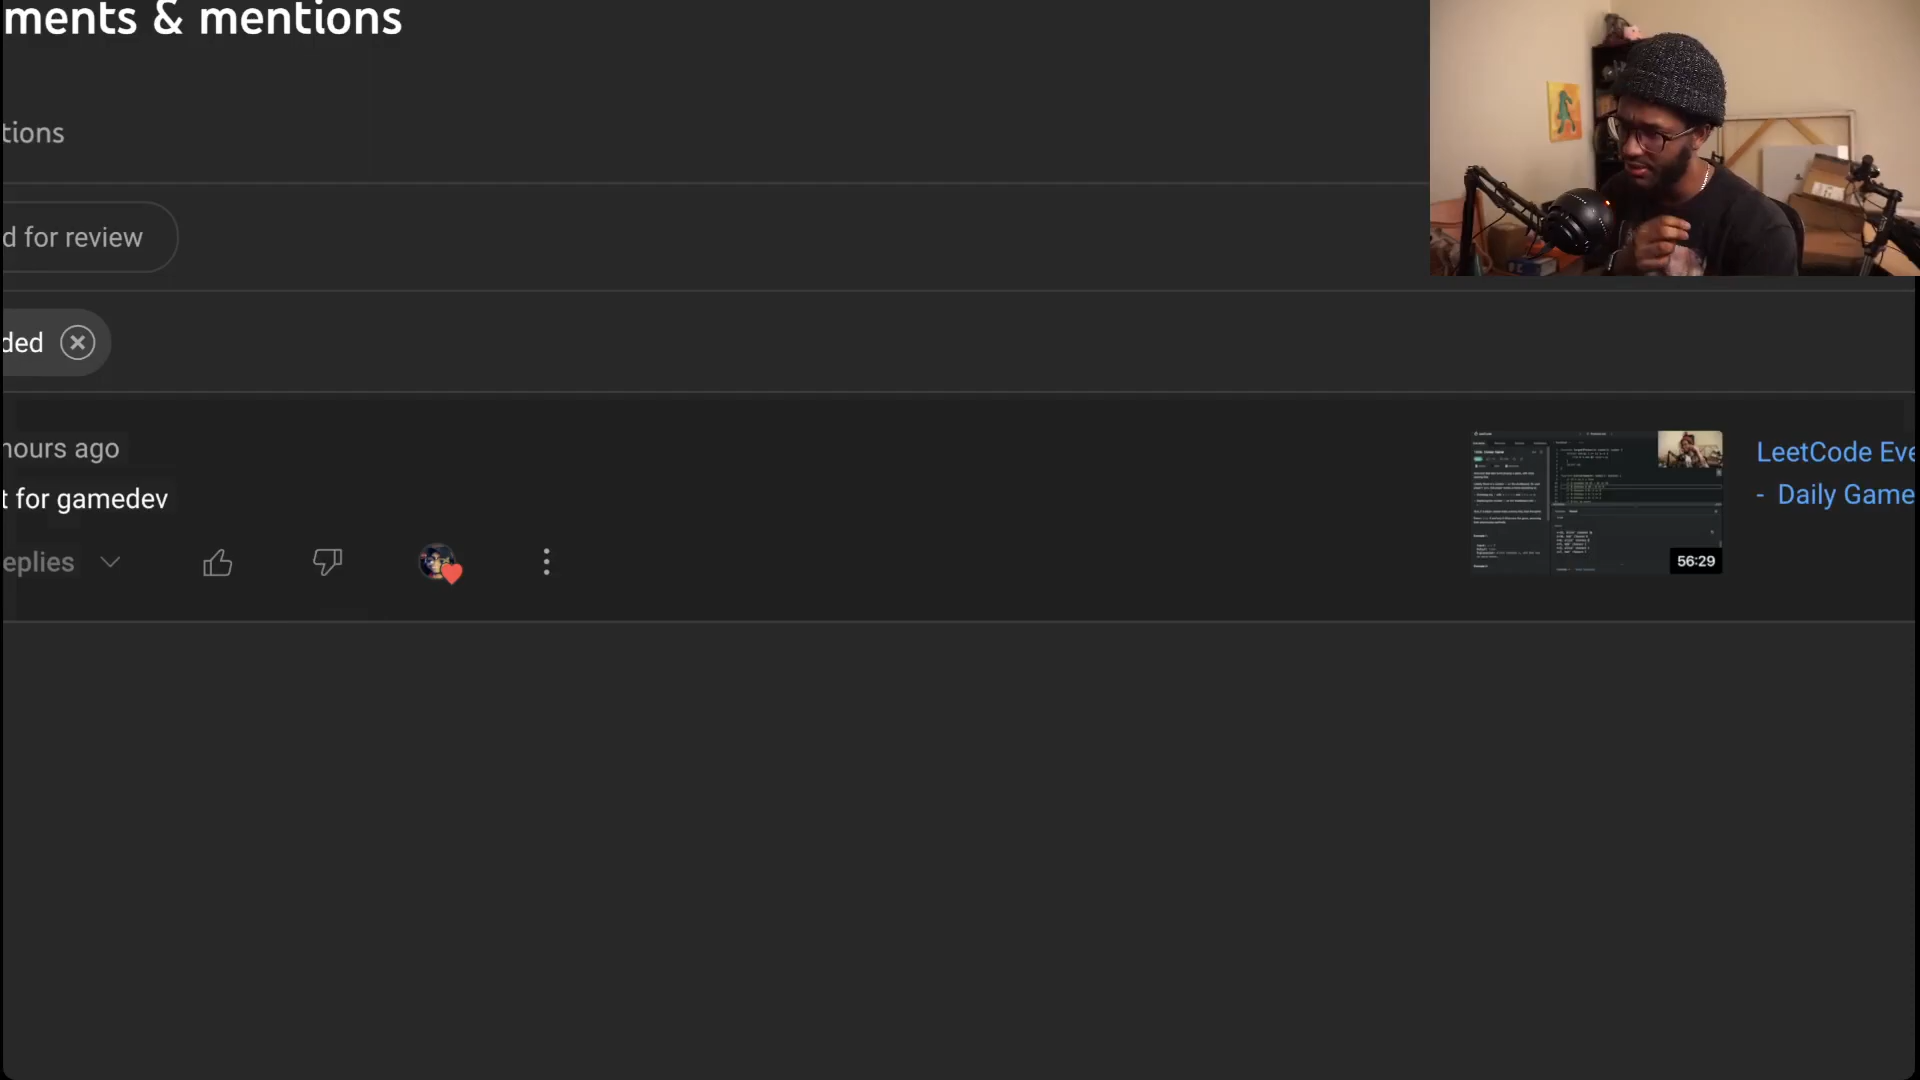 ments & mentions
tions
d for review
ded
hours ago
t for gamedev
eplies
56:29
LeetCode Eve
- Daily Game